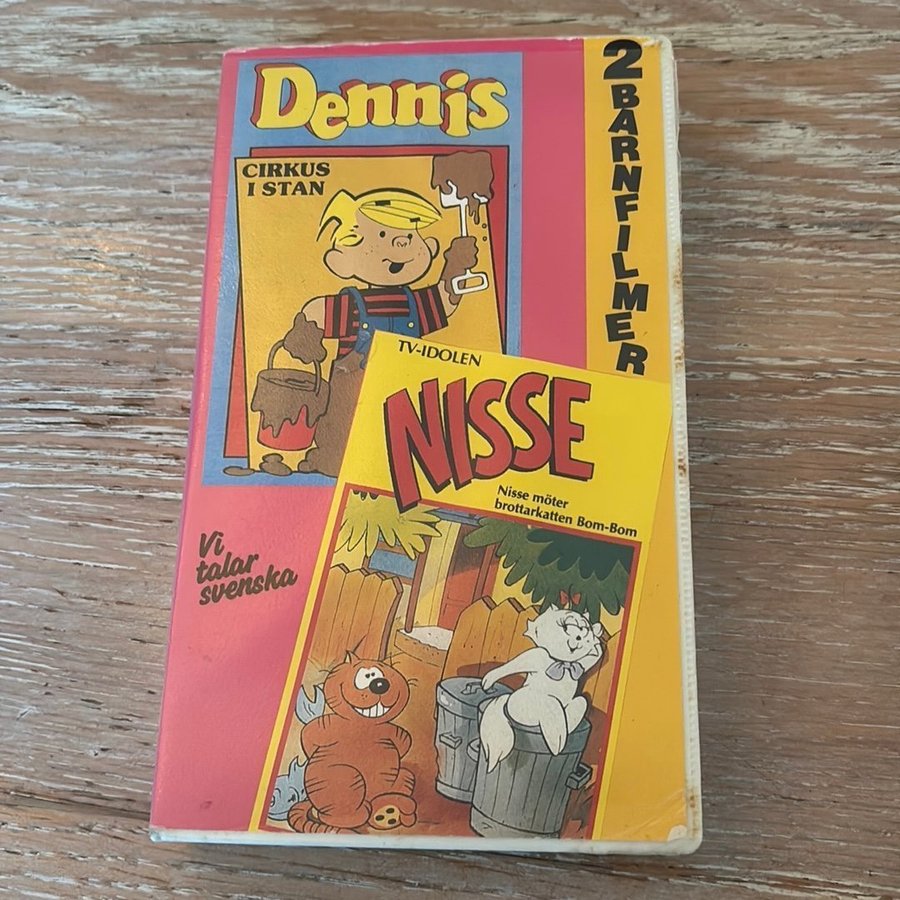 Dennis
CIRKUS
I STAN
2 BARNFILMER
TV-IDOLEN
NISSE
Nisse möter
brottarkatten Bom-Bom
Vi
talar
svenska